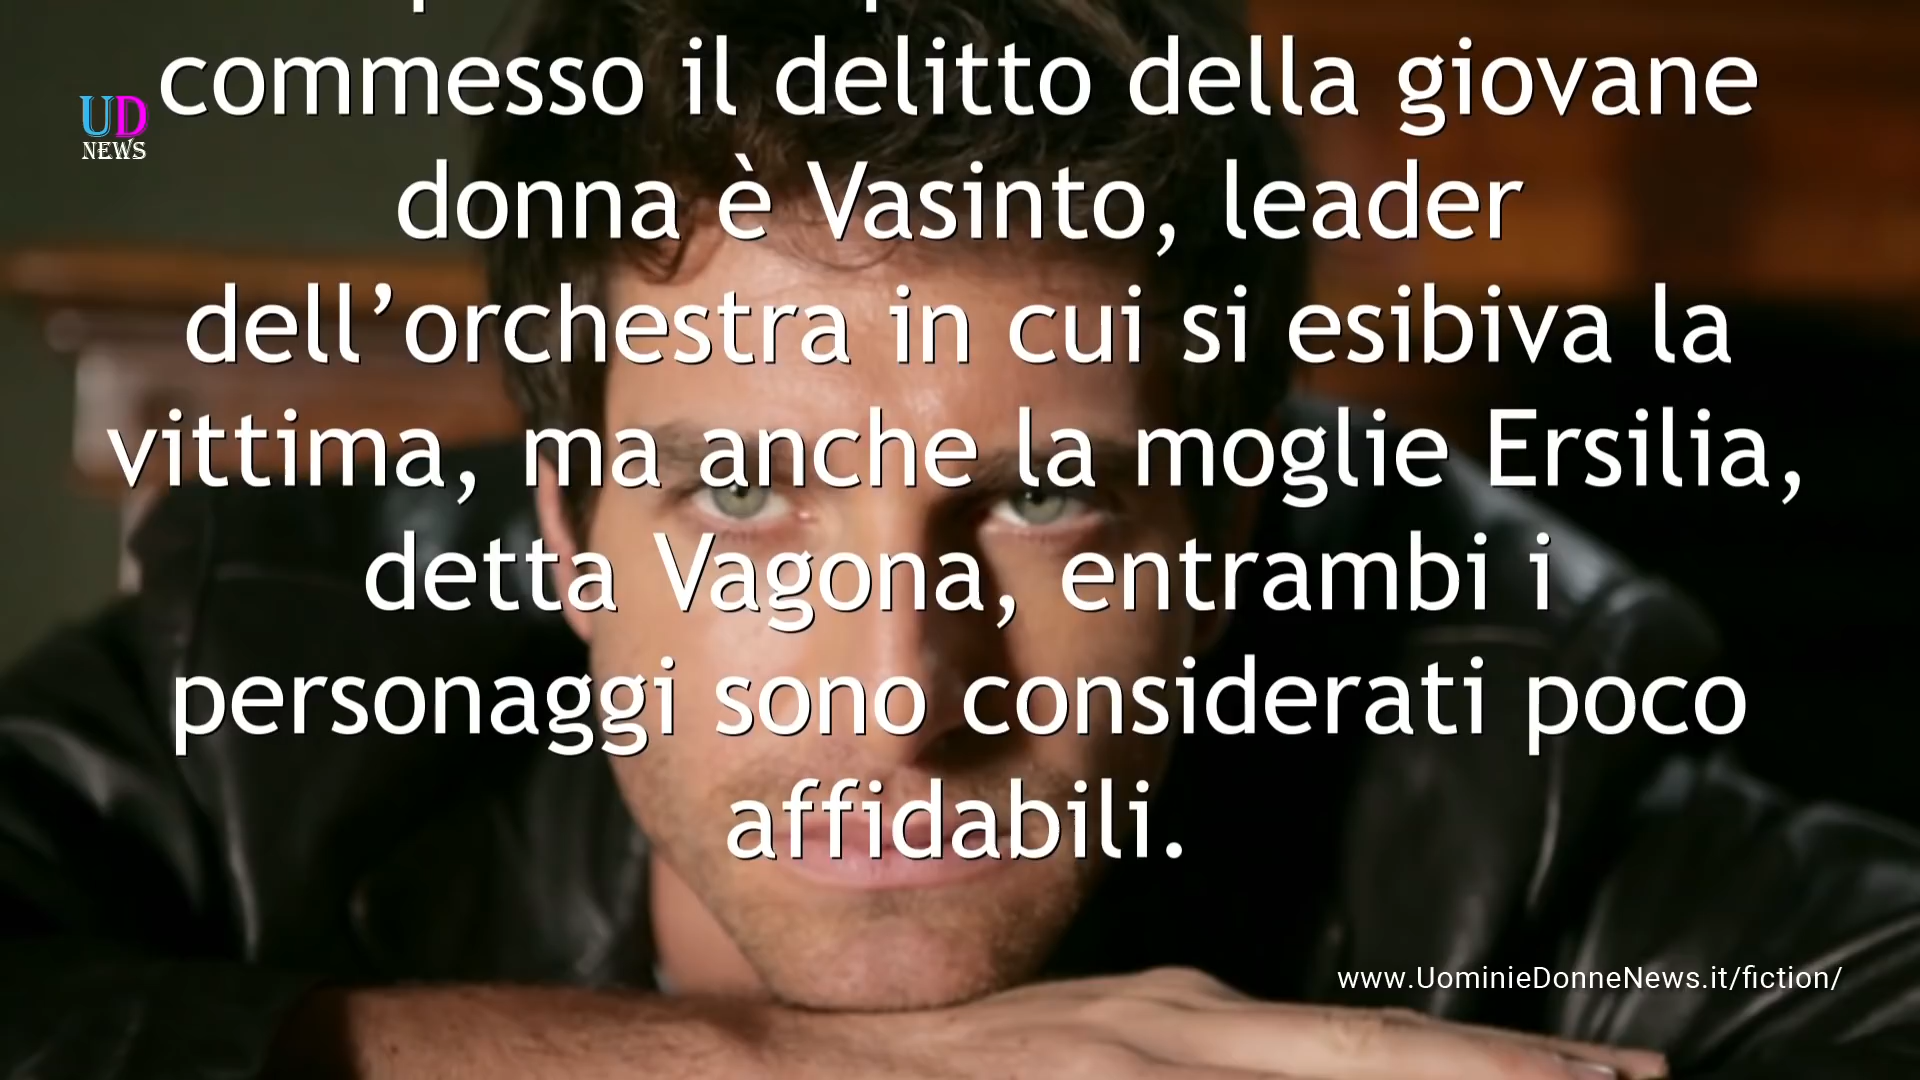 commesso il delitto della giovane
UD
NEWS
donna è Vasinto, leader
dell’orchestra in cui si esibiva la
vittima, ma anche la moglie Ersilia,
detta Vagona, entrambi i
personaggi sono considerati poco
affidabili.
www.UominieDonneNews.it/fiction/